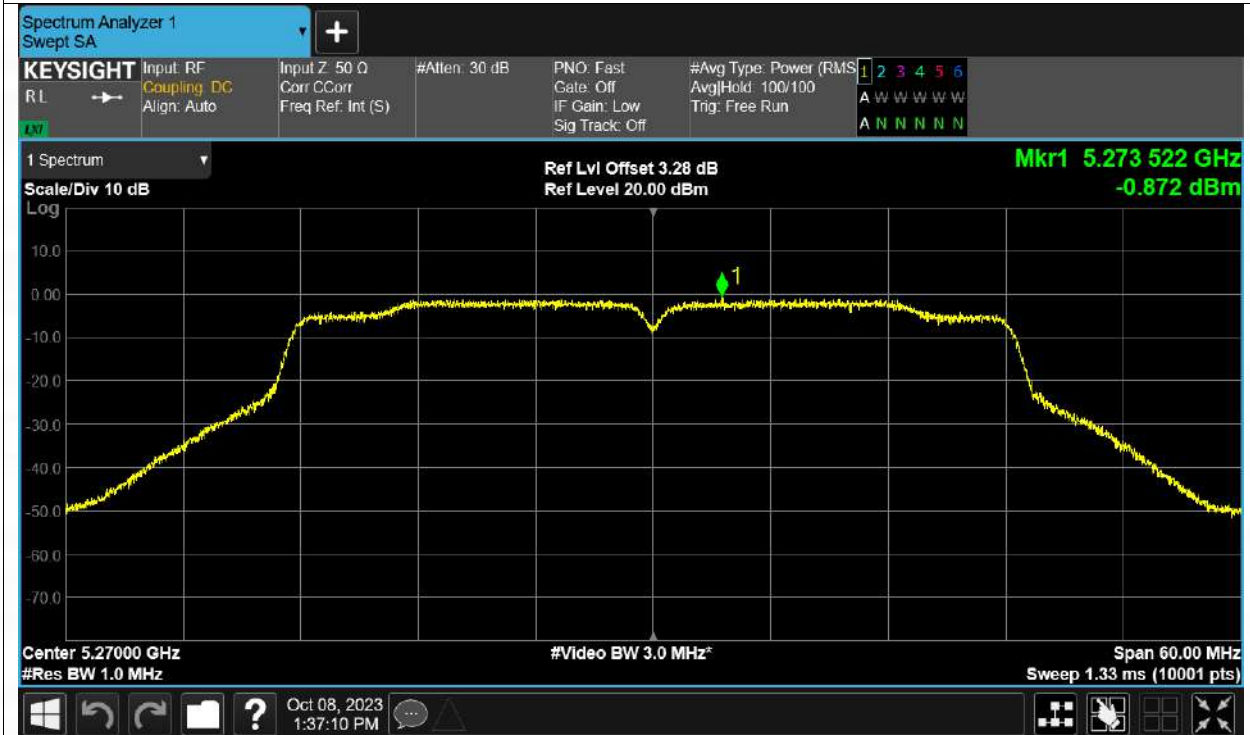 Spectrum Analyzer 1
Swept SA
+
KEYSIGHT
RL
LXI
Input: RF
Coupling: DC
Align: Auto
Input Z: 50 Ω
Corr CCorr
Freq Ref: Int (S)
#Atten: 30 dB
PNO: Fast
Gate: Off
IF Gain: Low
Sig Track: Off
#Avg Type: Power (RMS
Avg|Hold: 100/100
Trig: Free Run
1 2 3 4 5 6
A W W W W W
A N N N N N
1 Spectrum
Scale/Div 10 dB
Ref Lvl Offset 3.28 dB
Ref Level 20.00 dBm
Mkr1 5.273 522 GHz
-0.872 dBm
Log
10.0
0.00
-10.0
-20.0
-30.0
-40.0
-50.0
-60.0
-70.0
1
Center 5.27000 GHz
#Res BW 1.0 MHz
#Video BW 3.0 MHz*
Span 60.00 MHz
Sweep 1.33 ms (10001 pts)
?
Oct 08, 2023
1:37:10 PM